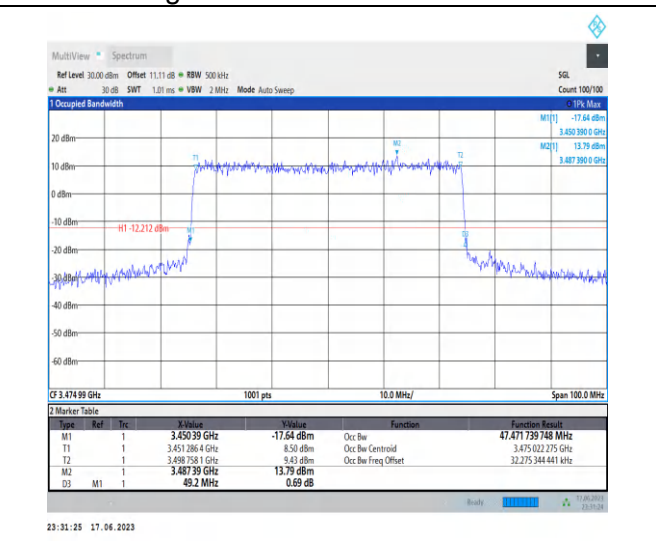 MultiView Spectrum
Ref Level 30.00 dBm Offset 11.11 dB RBW 500 kHz SGL
Att 30 dB SWT 1.01 ms VBW 2 MHz Mode Auto Sweep Count 100/100
1 Occupied Bandwidth 1Pk Max
M1[1] -17.64 dBm
3.450 390 0 GHz
M2[1] 13.79 dBm
3.487 390 0 GHz
20 dBm
M2
T1
T2
10 dBm
0 dBm
-10 dBm
H1 -12.212 dBm
M1
D3
-20 dBm
-30 dBm
-40 dBm
-50 dBm
-60 dBm
CF 3.474 99 GHz 1001 pts 10.0 MHz/ Span 100.0 MHz
2 Marker Table
Type Ref Trc X-Value Y-Value Function Function Result
M1 1 3.450 39 GHz -17.64 dBm Occ Bw 47.471 739 748 MHz
T1 1 3.451 286 4 GHz 8.50 dBm Occ Bw Centroid 3.475 022 275 GHz
T2 1 3.498 758 1 GHz 9.43 dBm Occ Bw Freq Offset 32.275 344 441 kHz
M2 1 3.487 39 GHz 13.79 dBm
D3 M1 1 49.2 MHz 0.69 dB
Ready 17.06.2023
23:31:24
23:31:25 17.06.2023